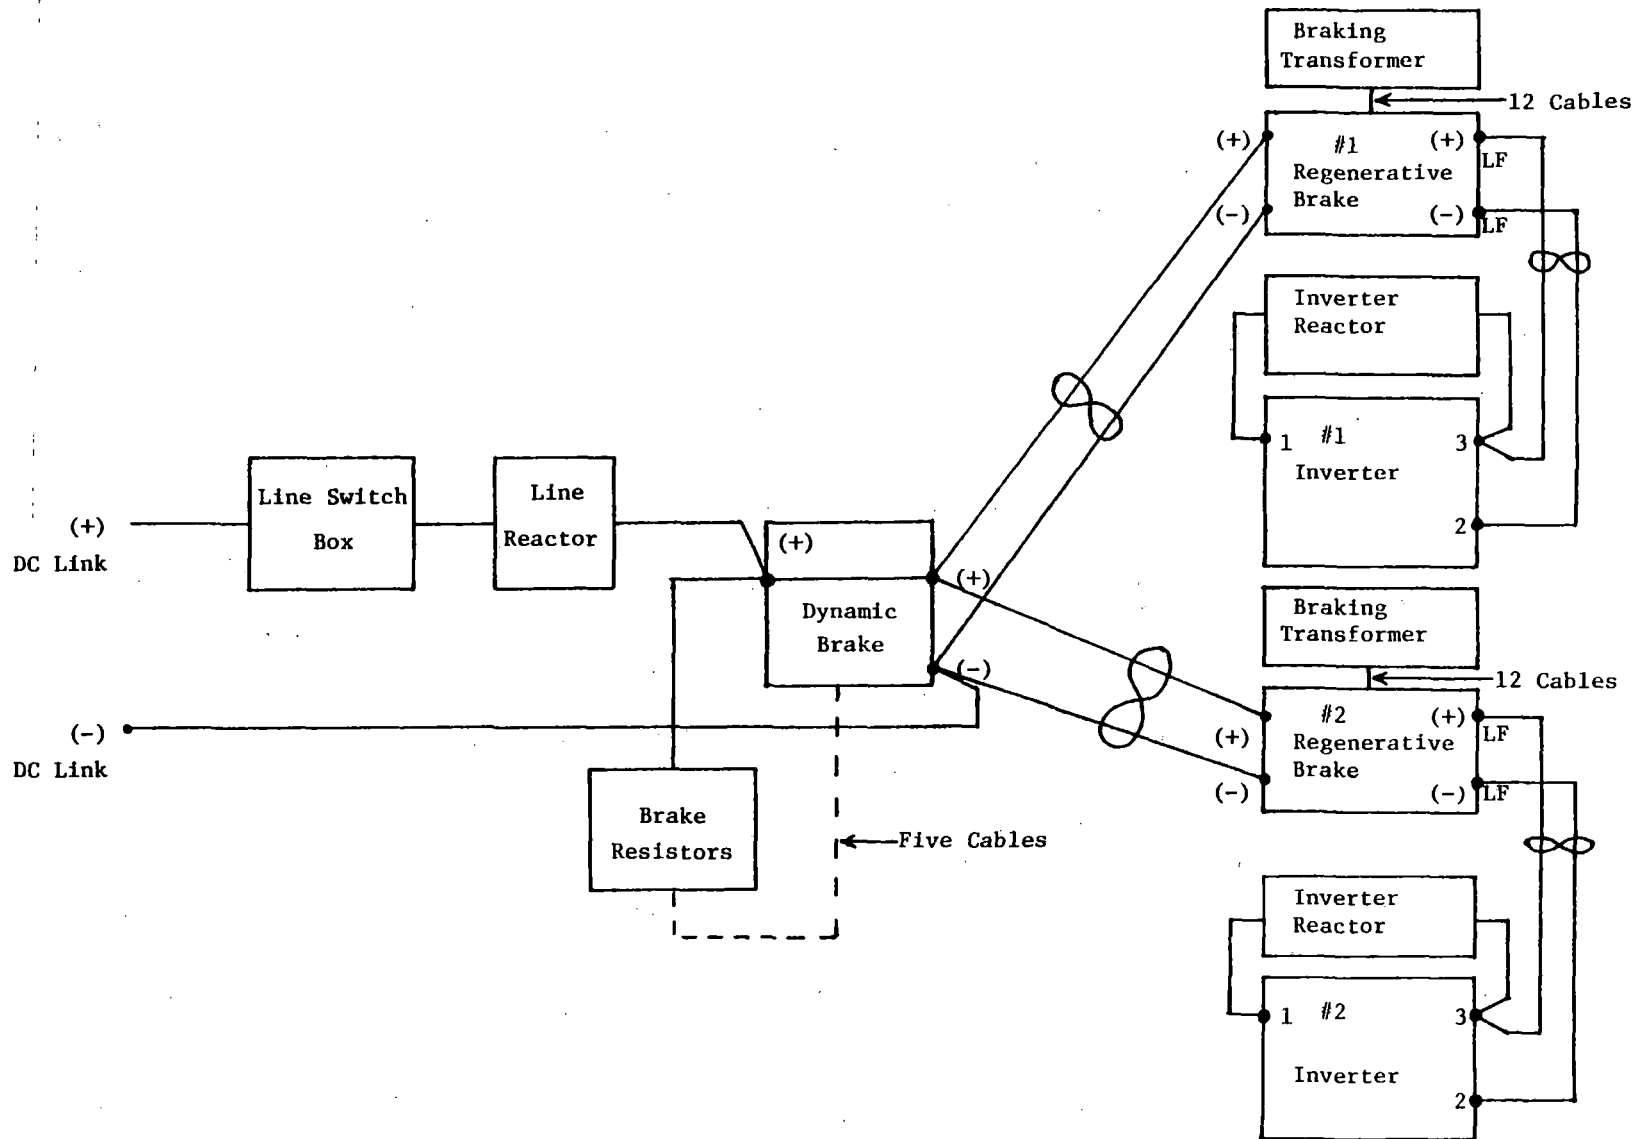 Braking
Transformer
12 Cables
(+)
#1
(+)
LF
Regenerative
Brake
(-)
(-)
LF
Inverter
Reactor
1
#1
3
Inverter
2
(+)
DC Link
Line Switch
Box
Line
Reactor
(+)
Dynamic
Brake
(+)
(-)
(-)
DC Link
Brake
Resistors
Five Cables
Braking
Transformer
12 Cables
#2
(+)
LF
Regenerative
Brake
(+)
(-)
(-)
LF
Inverter
Reactor
1
#2
3
Inverter
2